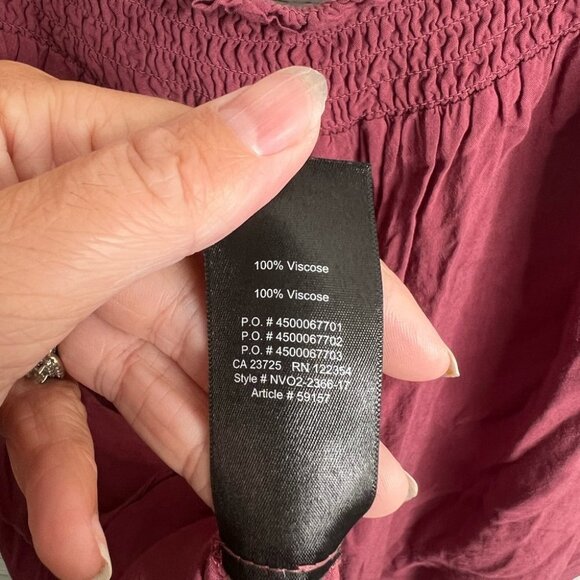 100% Viscose
100% Viscose
P.O. # 4500067701
P.O. # 4500067702
P.O. # 4500067703
CA 23725 RN 122354
Style # NVO2-2366-17
Article # 59157